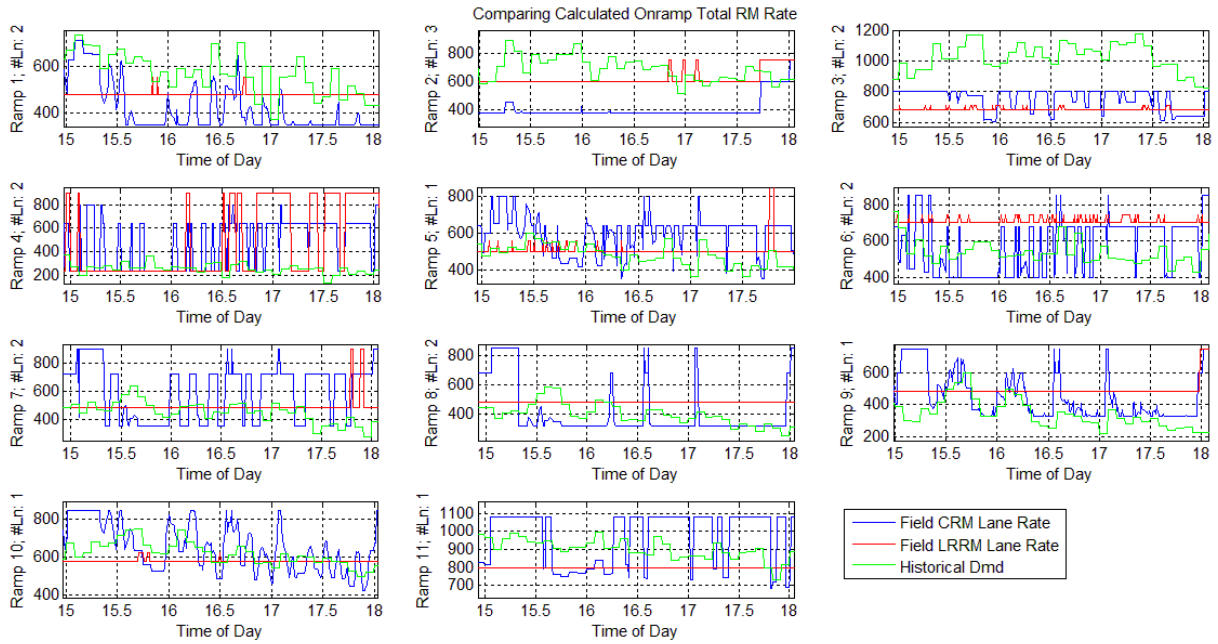 Comparing Calculated Onramp Total RM Rate
Ramp 1; #Ln: 2
600
400
15 15.5 16 16.5 17 17.5 18
Time of Day
Ramp 2; #Ln: 3
800
600
400
15 15.5 16 16.5 17 17.5 18
Time of Day
Ramp 3; #Ln: 2
1200
1000
800
600
15 15.5 16 16.5 17 17.5 18
Time of Day
Ramp 4; #Ln: 2
800
600
400
200
15 15.5 16 16.5 17 17.5 18
Time of Day
Ramp 5; #Ln: 1
800
600
400
15 15.5 16 16.5 17 17.5
Time of Day
Ramp 6; #Ln: 2
800
600
400
15 15.5 16 16.5 17 17.5 18
Time of Day
Ramp 7; #Ln: 2
800
600
400
15 15.5 16 16.5 17 17.5 18
Time of Day
Ramp 8; #Ln: 2
800
600
400
15 15.5 16 16.5 17 17.5 18
Time of Day
Ramp 9; #Ln: 1
600
400
200
15 15.5 16 16.5 17 17.5 18
Time of Day
Ramp 10; #Ln: 1
800
600
400
15 15.5 16 16.5 17 17.5 18
Time of Day
Ramp 11; #Ln: 1
1100
1000
900
800
700
15 15.5 16 16.5 17 17.5 18
Time of Day
Field CRM Lane Rate
Field LRRM Lane Rate
Historical Dmd